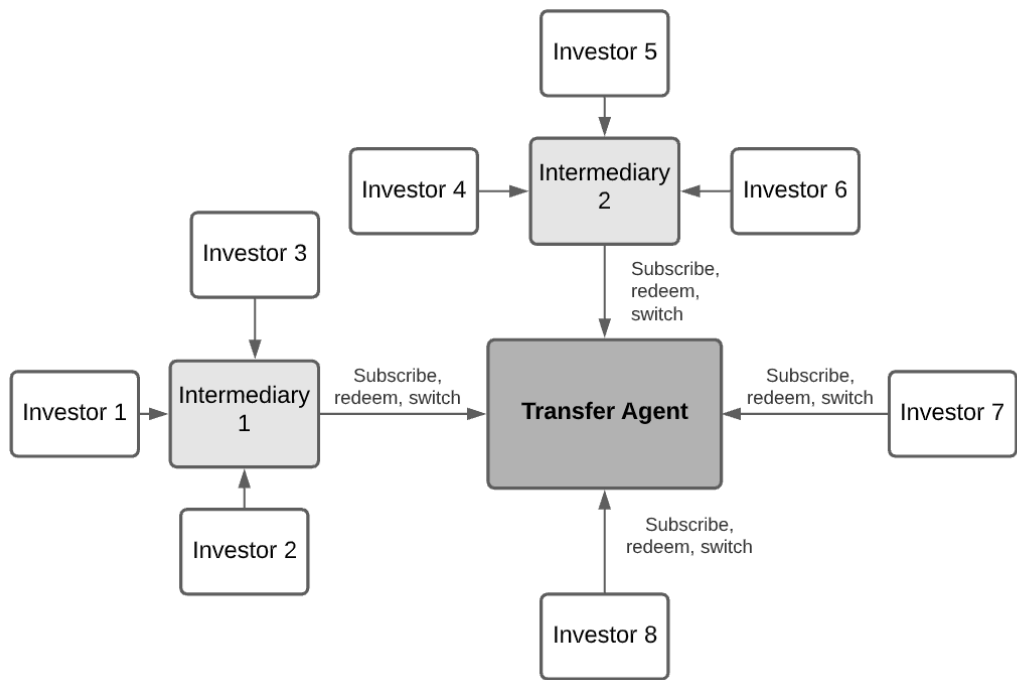 Investor 5
Investor 4
Intermediary
2
Investor 6
Investor 3
Subscribe,
redeem,
switch
Investor 1
Intermediary
1
Subscribe,
redeem, switch
Transfer Agent
Subscribe,
redeem, switch
Investor 7
Investor 2
Subscribe,
redeem, switch
Investor 8